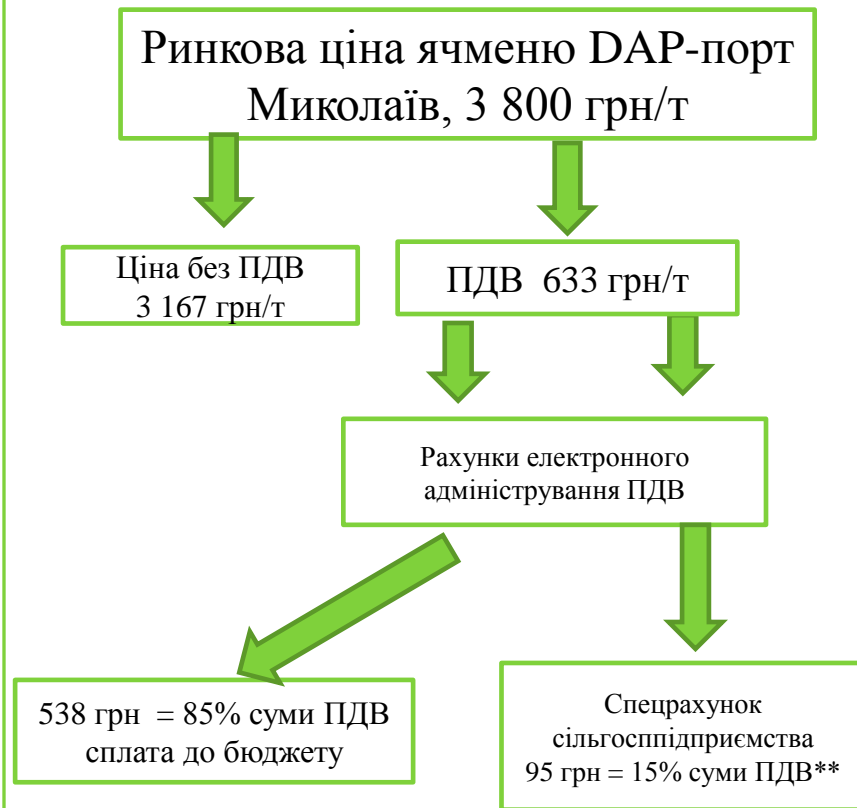 Ринкова ціна ячменю DAP-порт
Миколаїв, 3 800 грн/т
Ціна без ПДВ
3 167 грн/т
ПДВ 633 грн/т
Рахунки електронного
адміністрування ПДВ
538 грн = 85% суми ПДВ
сплата до бюджету
Спецрахунок
сільгосппідприємства
95 грн = 15% суми ПДВ**